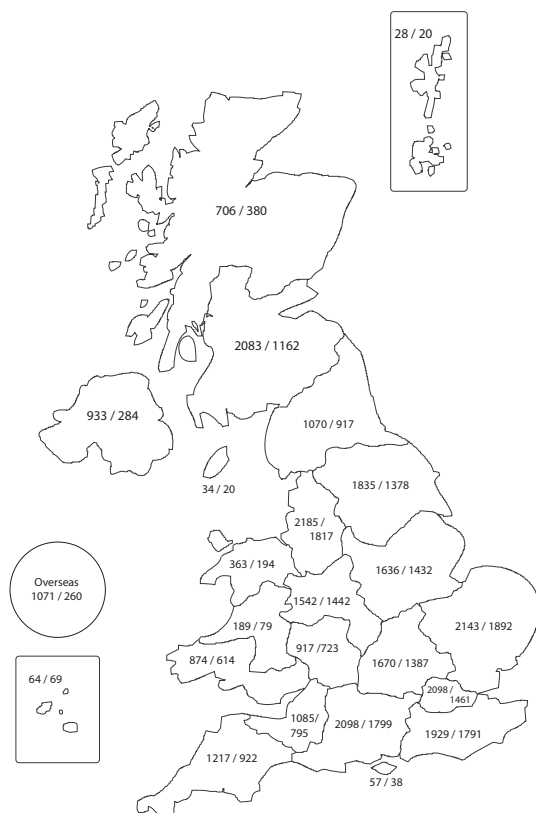 28 / 20
706 / 380
2083 / 1162
933 / 284
1070 / 917
34 / 20
1835 / 1378
2185 /
1817
363 / 194
1636 / 1432
Overseas
1071 / 260
1542 / 1442
189 / 79
2143 / 1892
917 / 723
874 / 614
1670 / 1387
64 / 69
2098 /
1461
1085/
795
2098 / 1799
1929 / 1791
1217 / 922
57 / 38